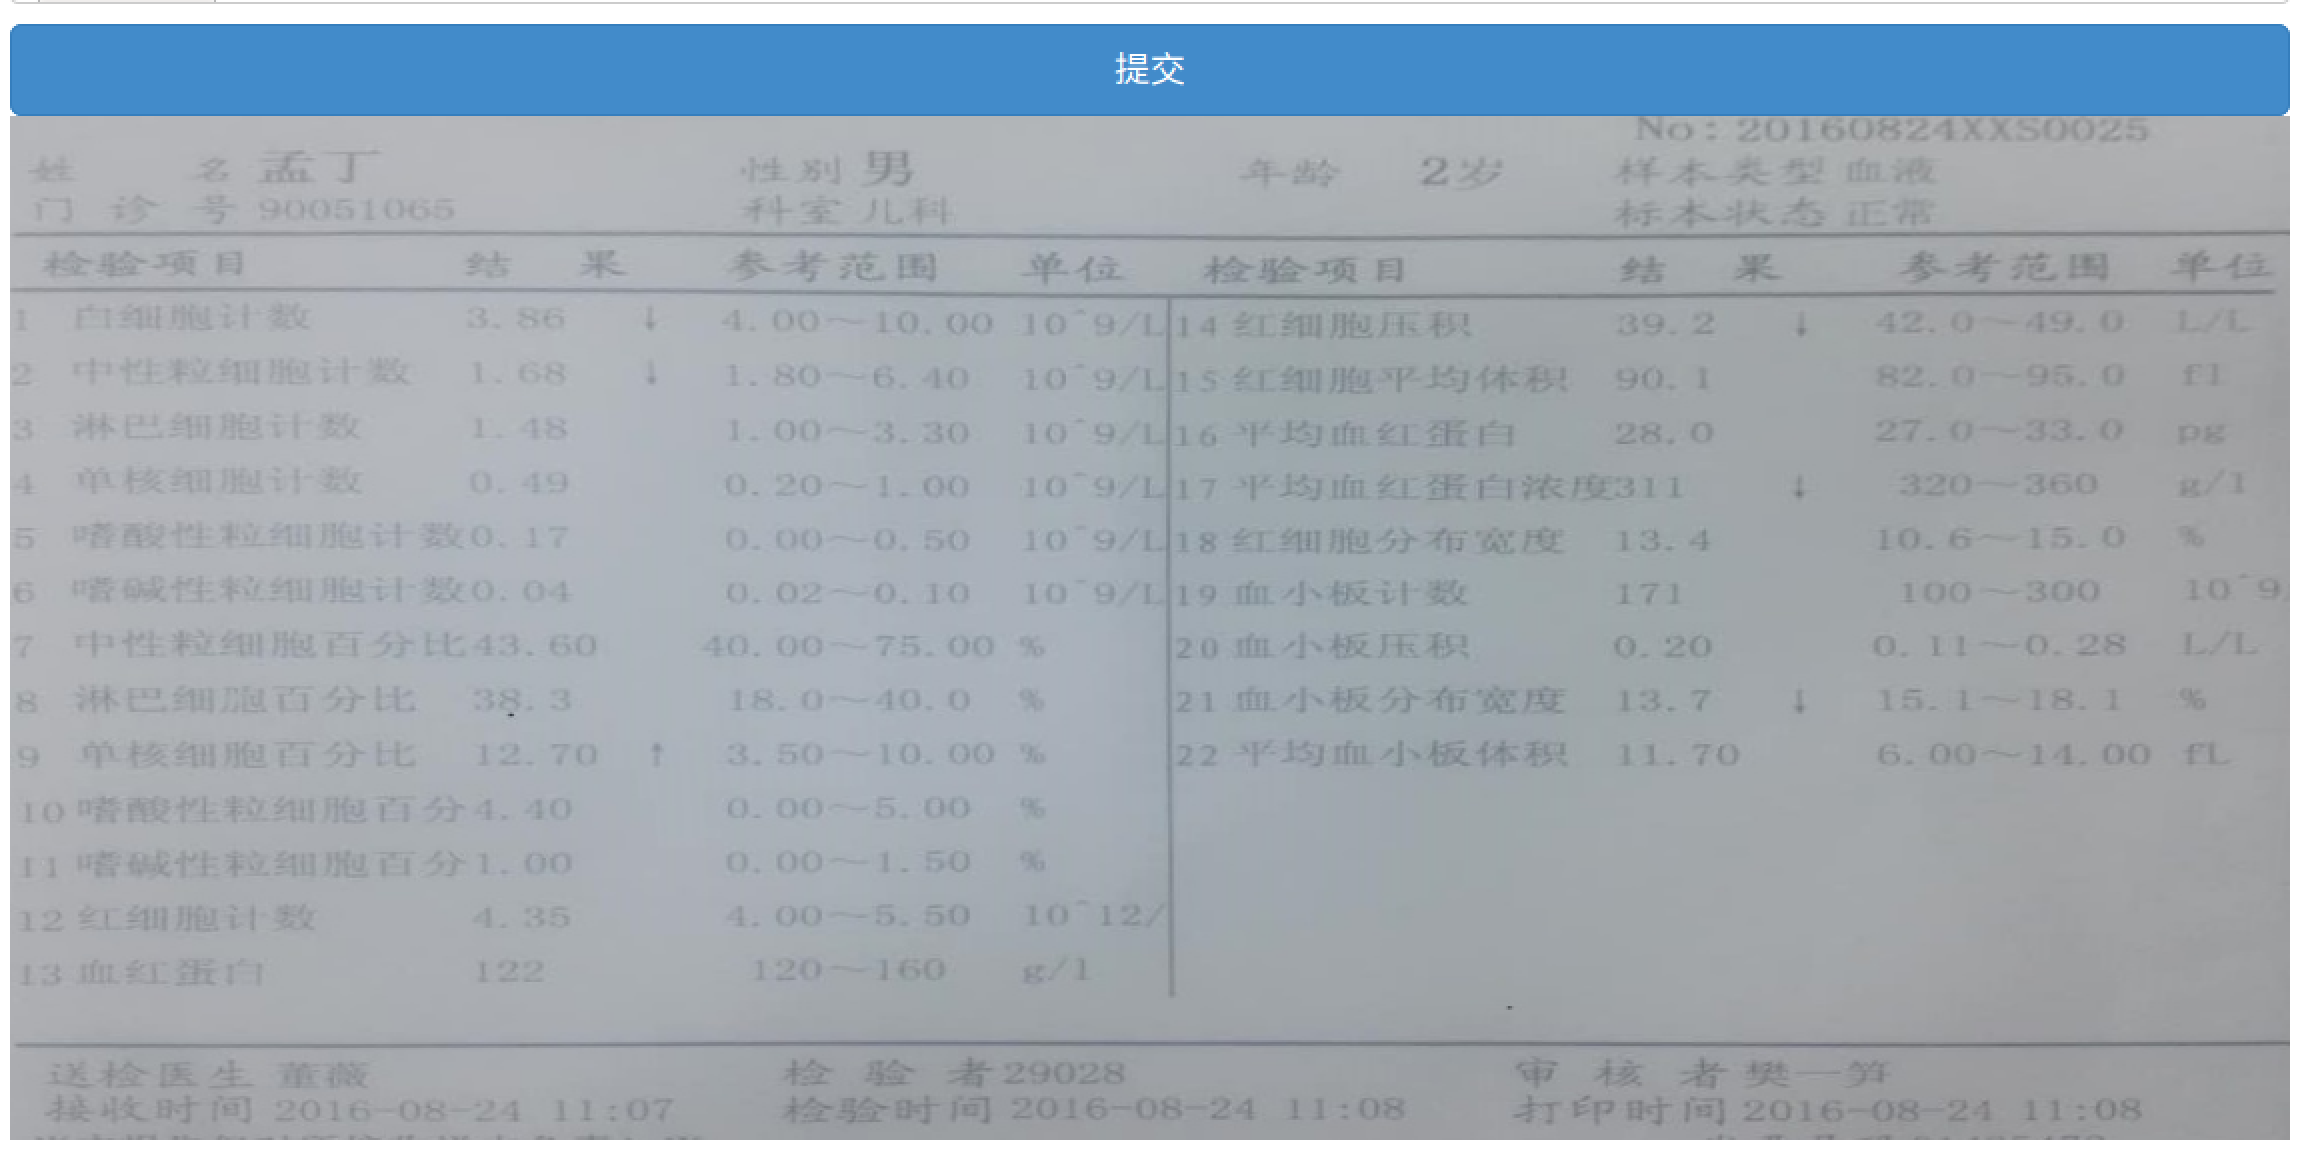 提交
No: 20160824XXS0025
姓 名 孟丁 性别 男 年龄 2岁 样本类型 血液
门 诊 号 90051065 科室 儿科 标本状态 正常
检验项目 结 果 参考范围 单位 检验项目 结 果 参考范围 单位
1 白细胞计数 3.86 ↓ 4.00~10.00 10^9/L 14 红细胞压积 39.2 ↓ 42.0~49.0 L/L
2 中性粒细胞计数 1.68 ↓ 1.80~6.40 10^9/L 15 红细胞平均体积 90.1 82.0~95.0 fl
3 淋巴细胞计数 1.48 1.00~3.30 10^9/L 16 平均血红蛋白 28.0 27.0~33.0 pg
4 单核细胞计数 0.49 0.20~1.00 10^9/L 17 平均血红蛋白浓度 311 ↓ 320~360 g/l
5 嗜酸性粒细胞计数 0.17 0.00~0.50 10^9/L 18 红细胞分布宽度 13.4 10.6~15.0 %
6 嗜碱性粒细胞计数 0.04 0.02~0.10 10^9/L 19 血小板计数 171 100~300 10^9/
7 中性粒细胞百分比 43.60 40.00~75.00 % 20 血小板压积 0.20 0.11~0.28 L/L
8 淋巴细胞百分比 38.3 18.0~40.0 % 21 血小板分布宽度 13.7 ↓ 15.1~18.1 %
9 单核细胞百分比 12.70 ↑ 3.50~10.00 % 22 平均血小板体积 11.70 6.00~14.00 fL
10 嗜酸性粒细胞百分 4.40 0.00~5.00 %
11 嗜碱性粒细胞百分 1.00 0.00~1.50 %
12 红细胞计数 4.35 4.00~5.50 10^12/
13 血红蛋白 122 120~160 g/l
送检医生 董薇 检 验 者 29028 审 核 者 樊一笋
接收时间 2016-08-24 11:07 检验时间 2016-08-24 11:08 打印时间 2016-08-24 11:08